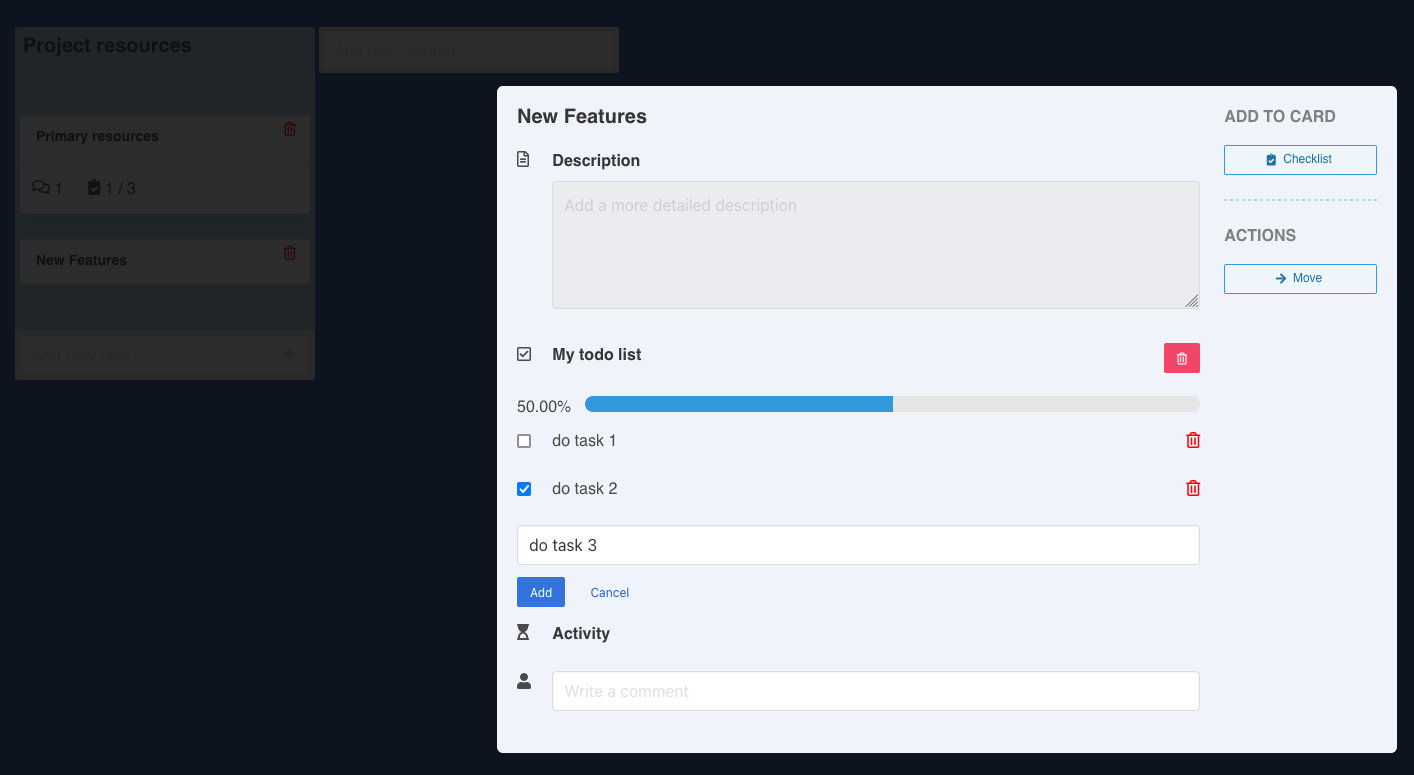 Project resources
Add new column
Primary resources
1
1 / 3
New Features
Add new task
New Features
Description
Add a more detailed description
My todo list
50.00%
do task 1
do task 2
do task 3
Add
Cancel
Activity
Write a comment
ADD TO CARD
Checklist
ACTIONS
Move